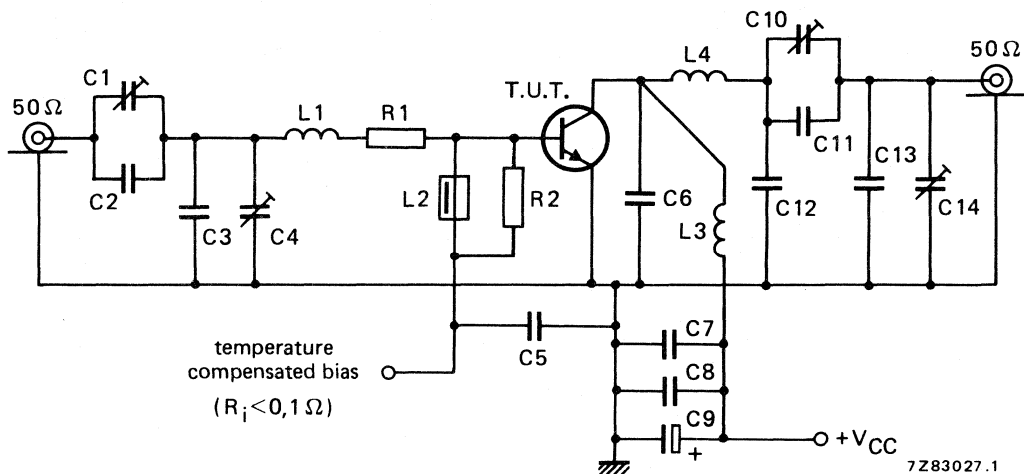 C10
50Ω
L4
C1
T.U.T.
50Ω
L1
R1
C11
C13
C2
L2
R2
C6
C12
C14
C3
C4
L3
C5
C7
temperature
compensated bias
C8
(Ri<0,1Ω)
C9
+
+VCC
7Z83027.1